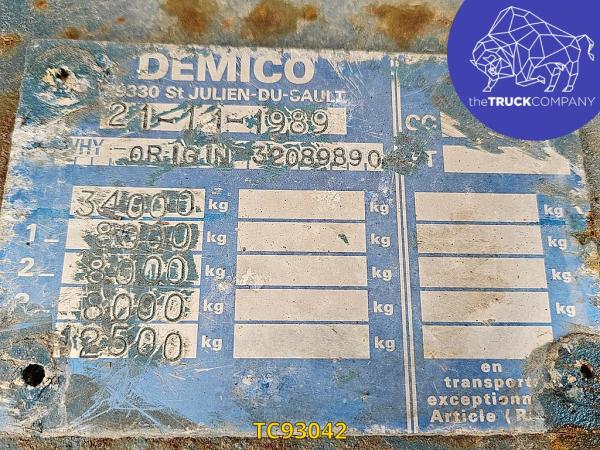 DEMICO
89330 St JULIEN-DU-SAULT
21-11-1989 CC
VHY ORIGIN 32089890 T
34000 kg kg kg
1- 8000 kg kg kg
2- 8000 kg kg kg
8000 kg kg kg
12500 kg kg
en
transport
exceptionn
Article (R.
theTRUCKCOMPANY
TC93042